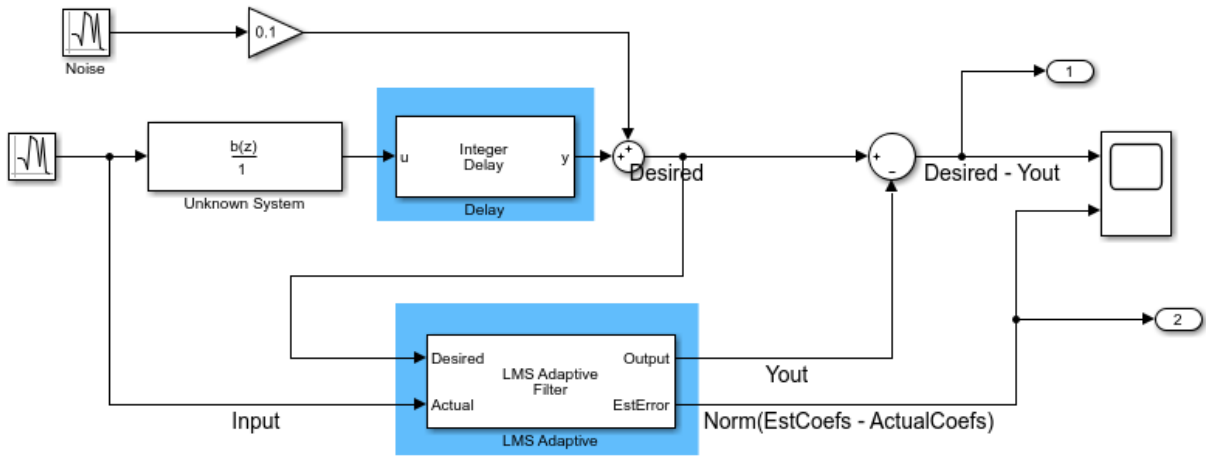 0.1
1
Noise
b(z)
1
u
Integer
Delay
y
+
+
Desired
+
-
Desired - Yout
Unknown System
Delay
2
Desired
Output
LMS Adaptive
Filter
Yout
Actual
EstError
Input
Norm(EstCoefs - ActualCoefs)
LMS Adaptive